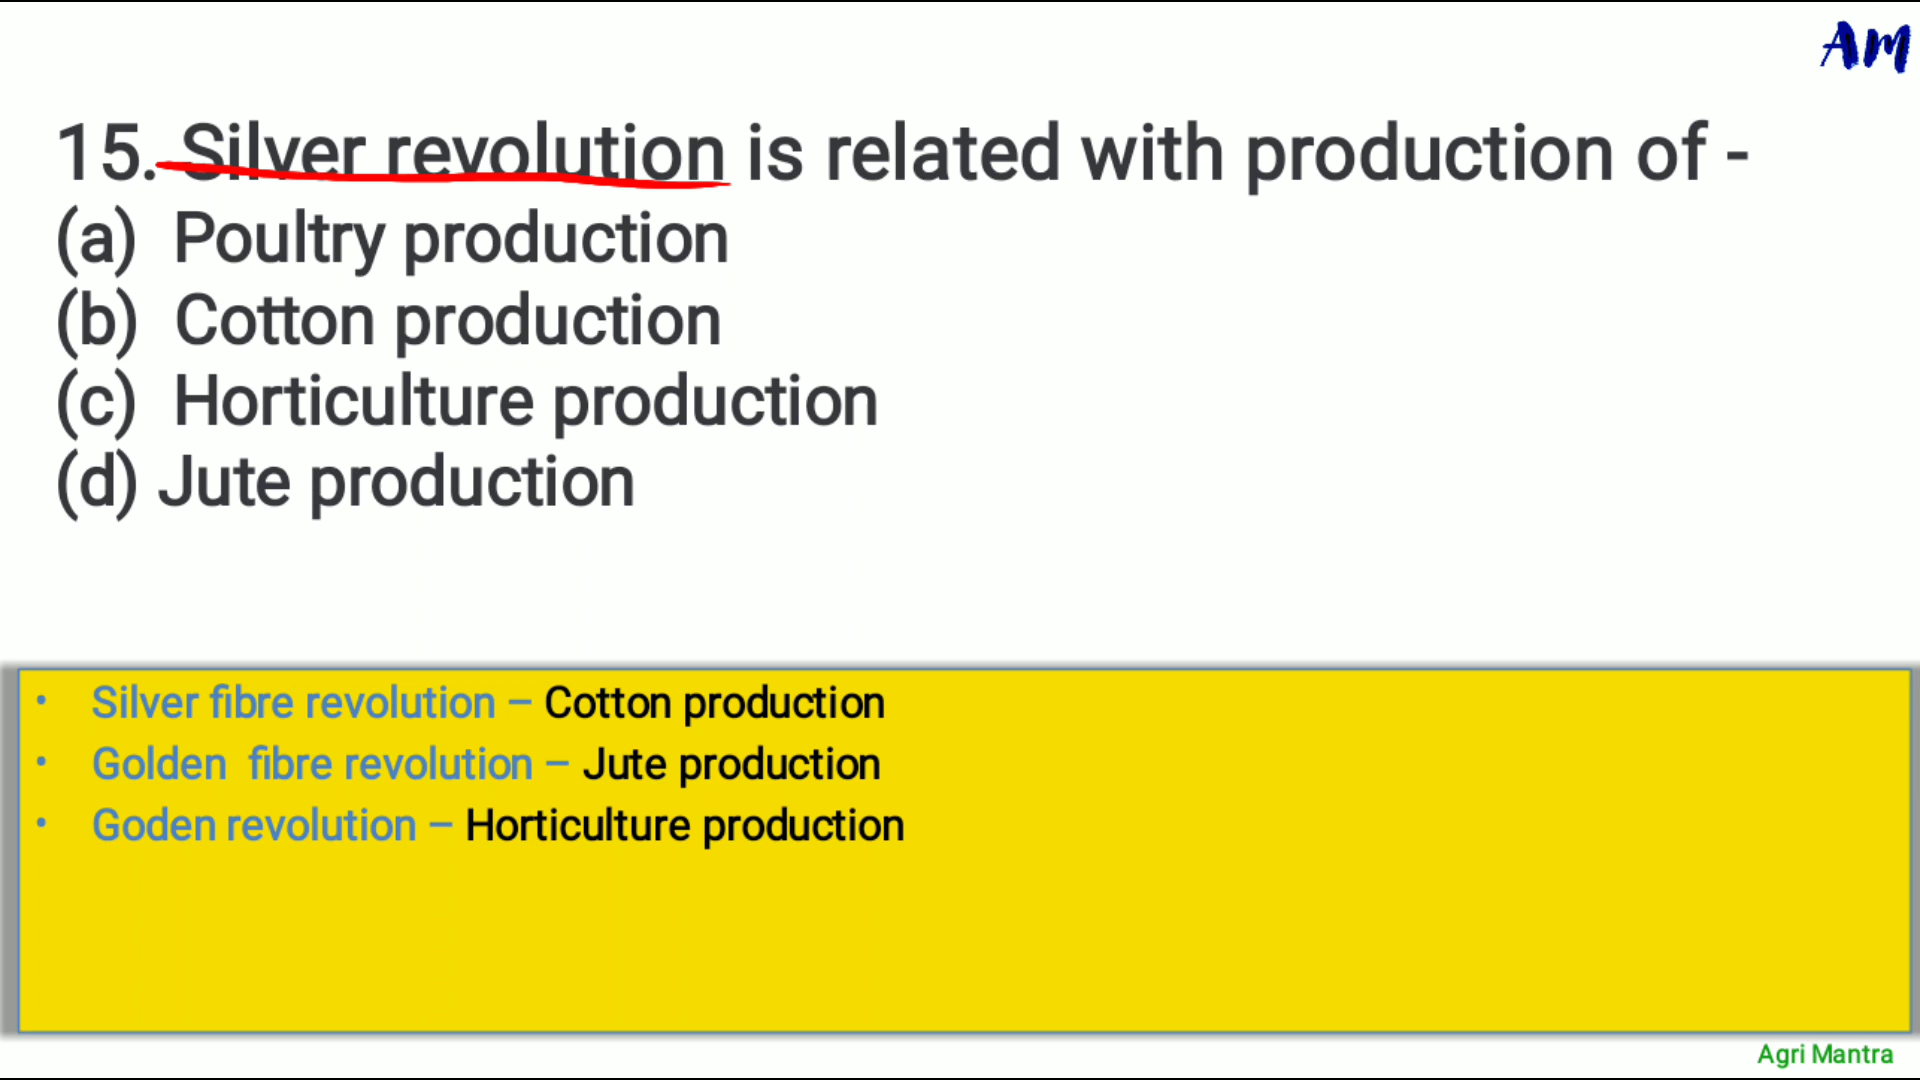 AM
15. Silver revolution is related with production of -
(a) Poultry production
(b) Cotton production
(c) Horticulture production
(d) Jute production
• Silver fibre revolution – Cotton production
• Golden fibre revolution – Jute production
• Goden revolution – Horticulture production
Agri Mantra